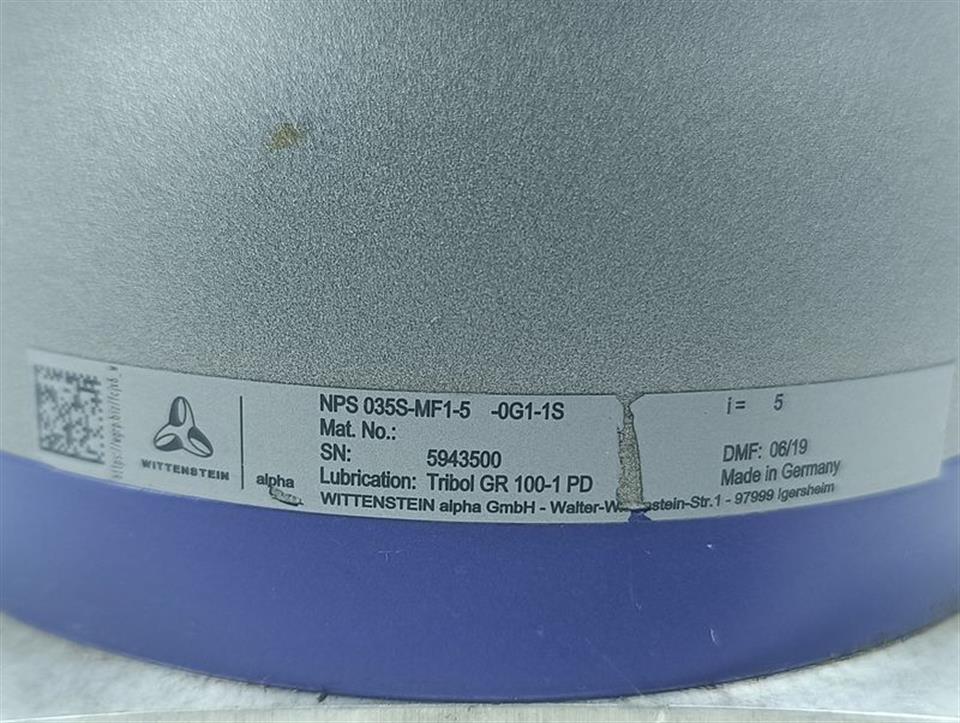 WITTENSTEIN
alpha
NPS 035S-MF1-5 -0G1-1S
Mat. No.:
SN: 5943500
Lubrication: Tribol GR 100-1 PD
WITTENSTEIN alpha GmbH - Walter-W stein-Str.1 - 97999 Igersheim
i = 5
DMF: 06/19
Made in Germany